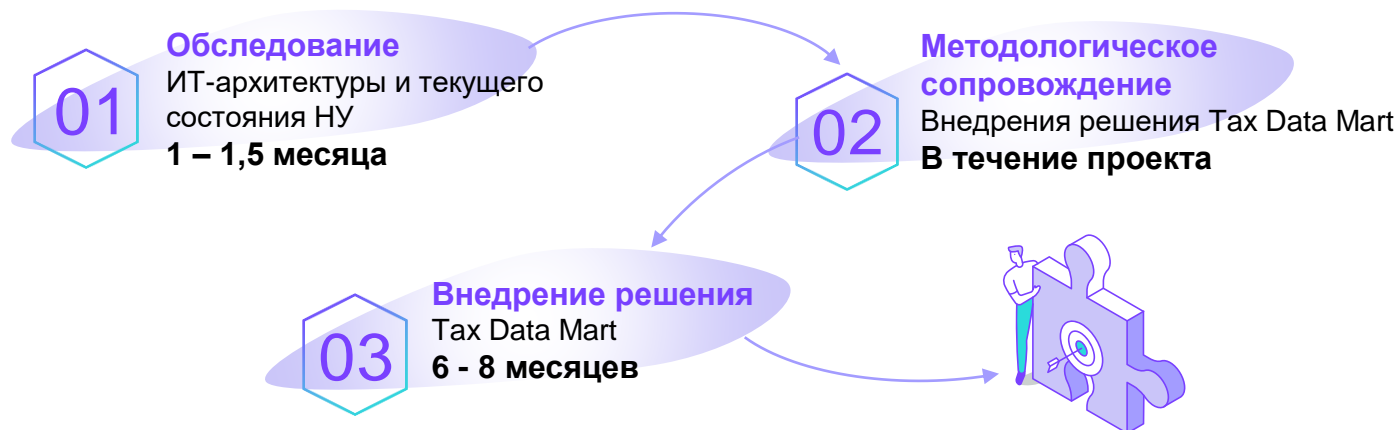 01
Обследование
ИТ-архитектуры и текущего
состояния НУ
1 – 1,5 месяца
02
Методологическое
сопровождение
Внедрения решения Tax Data Mart
В течение проекта
03
Внедрение решения
Tax Data Mart
6 - 8 месяцев